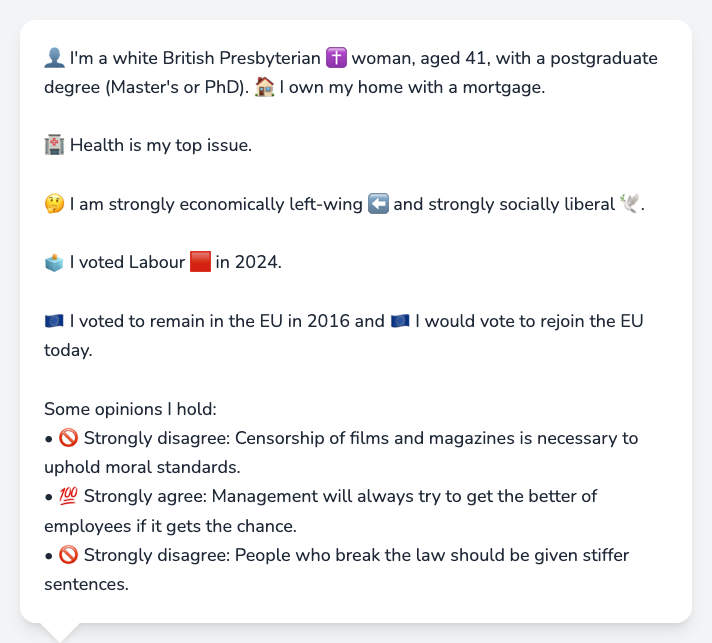 👤 I'm a white British Presbyterian ✝️ woman, aged 41, with a postgraduate
degree (Master's or PhD). 🏠 I own my home with a mortgage.
🏥 Health is my top issue.
🤔 I am strongly economically left-wing ⬅️ and strongly socially liberal 🕊️.
🗳️ I voted Labour 🟥 in 2024.
🇪🇺 I voted to remain in the EU in 2016 and 🇪🇺 I would vote to rejoin the EU
today.
Some opinions I hold:
• 🚫 Strongly disagree: Censorship of films and magazines is necessary to
uphold moral standards.
• 💯 Strongly agree: Management will always try to get the better of
employees if it gets the chance.
• 🚫 Strongly disagree: People who break the law should be given stiffer
sentences.